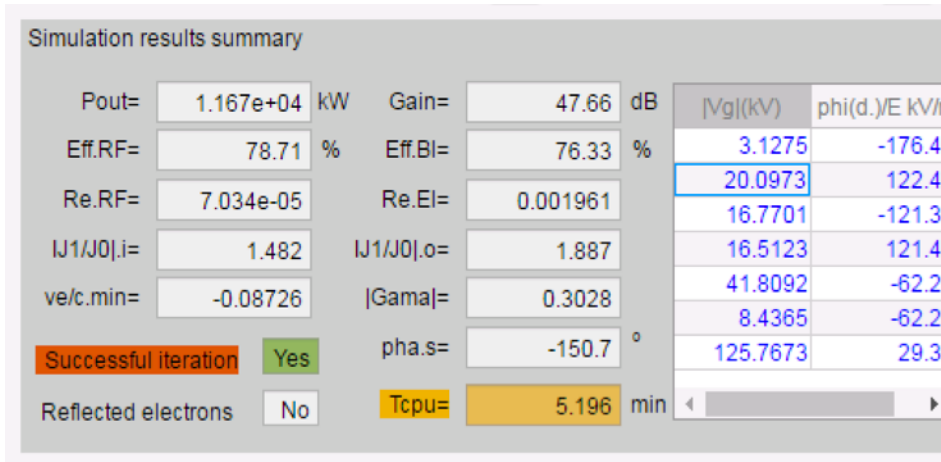 Simulation results summary
Pout= 1.167e+04 kW Gain= 47.66 dB
Eff.RF= 78.71 % Eff.Bl= 76.33 %
Re.RF= 7.034e-05 Re.El= 0.001961
IJ1/J0|.i= 1.482 IJ1/J0|.o= 1.887
ve/c.min= -0.08726 |Gama|= 0.3028
Successful iteration Yes pha.s= -150.7 °
Reflected electrons No Tcpu= 5.196 min
|Vg|(kV) phi(d.)/E kV/
3.1275 -176.4
20.0973 122.4
16.7701 -121.3
16.5123 121.4
41.8092 -62.2
8.4365 -62.2
125.7673 29.3